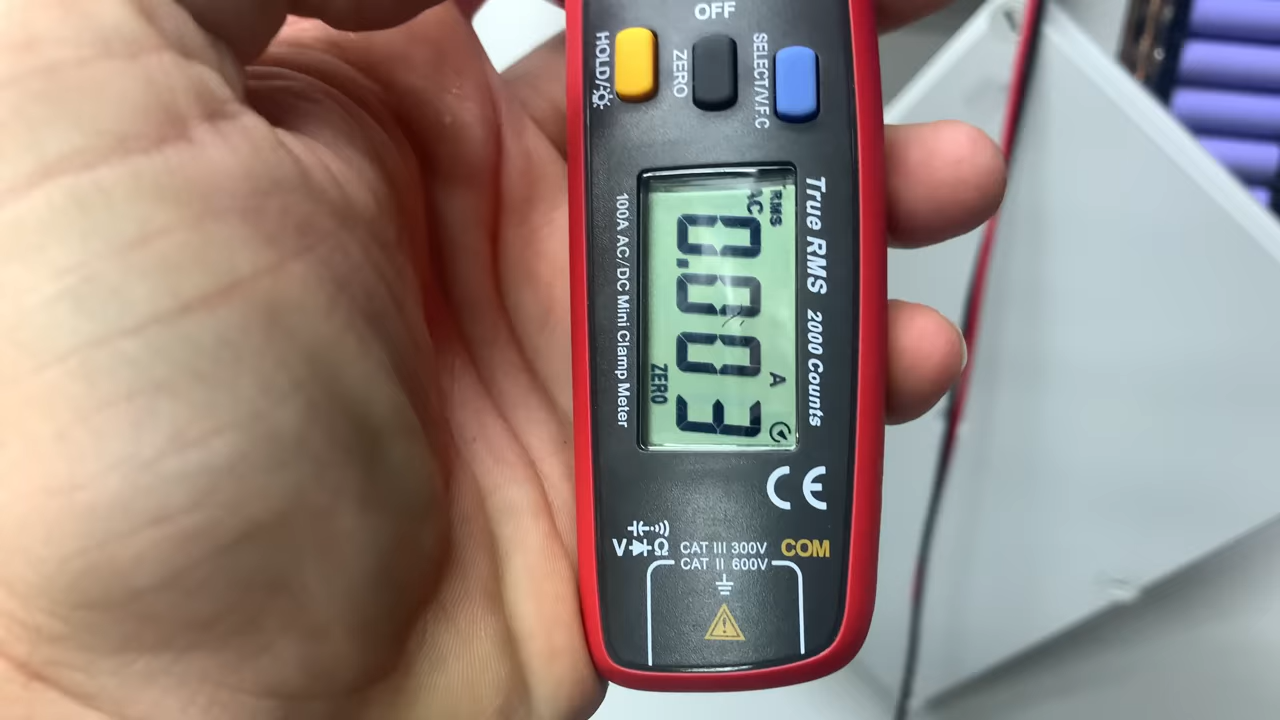 OFF
HOLD/
ZERO
SELECT/V.F.C
True RMS 2000 Counts
RMS
AC
0.003
A
ZERO
100A AC/DC Mini Clamp Meter
CE
V Ω
CAT III 300V
COM
CAT II 600V